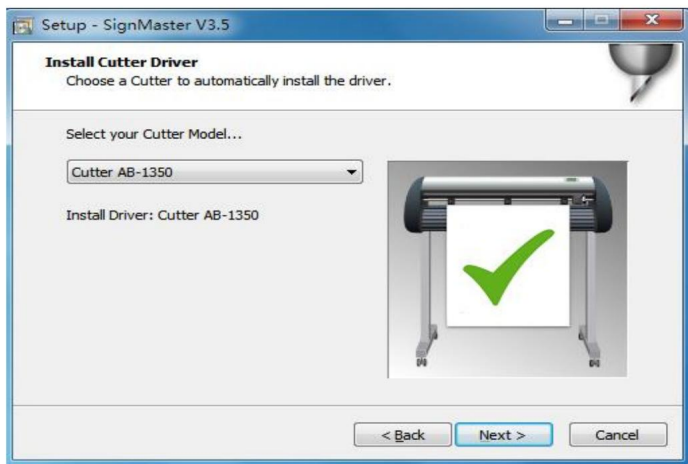 Setup - SignMaster V3.5
Install Cutter Driver
Choose a Cutter to automatically install the driver.
Select your Cutter Model...
Cutter AB-1350
Install Driver: Cutter AB-1350
< Back
Next >
Cancel